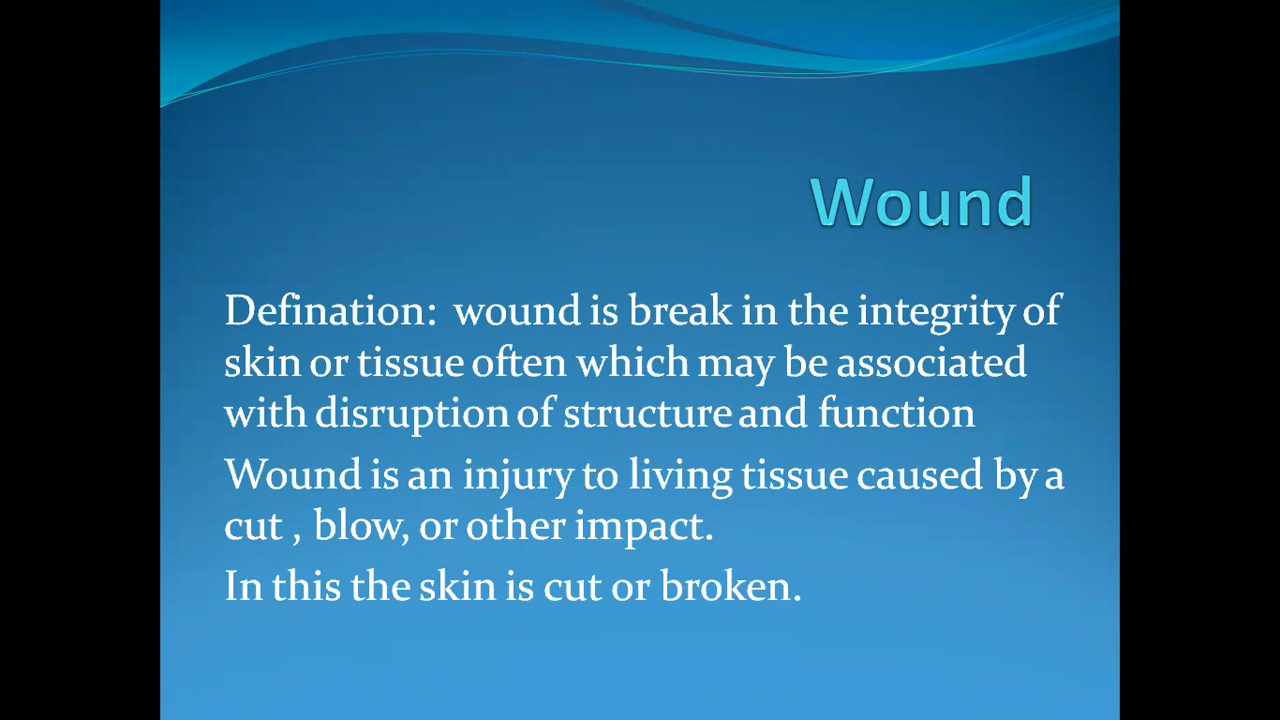 Wound
Defination: wound is break in the integrity of
skin or tissue often which may be associated
with disruption of structure and function
Wound is an injury to living tissue caused by a
cut , blow, or other impact.
In this the skin is cut or broken.